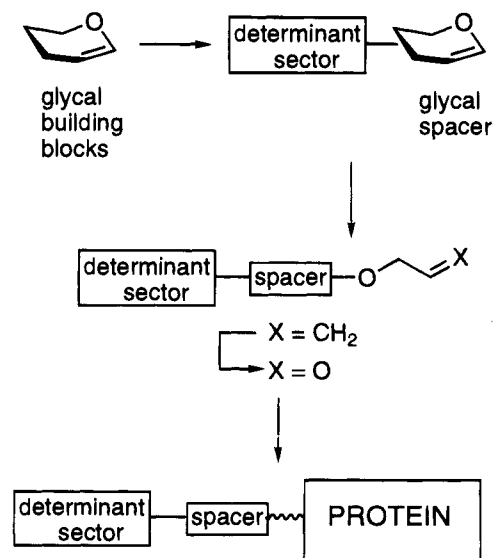 O
O
determinant
sector
glycal
building
blocks
glycal
spacer
determinant
sector
spacer
O
X
X = CH₂
X = O
determinant
sector
spacer
PROTEIN